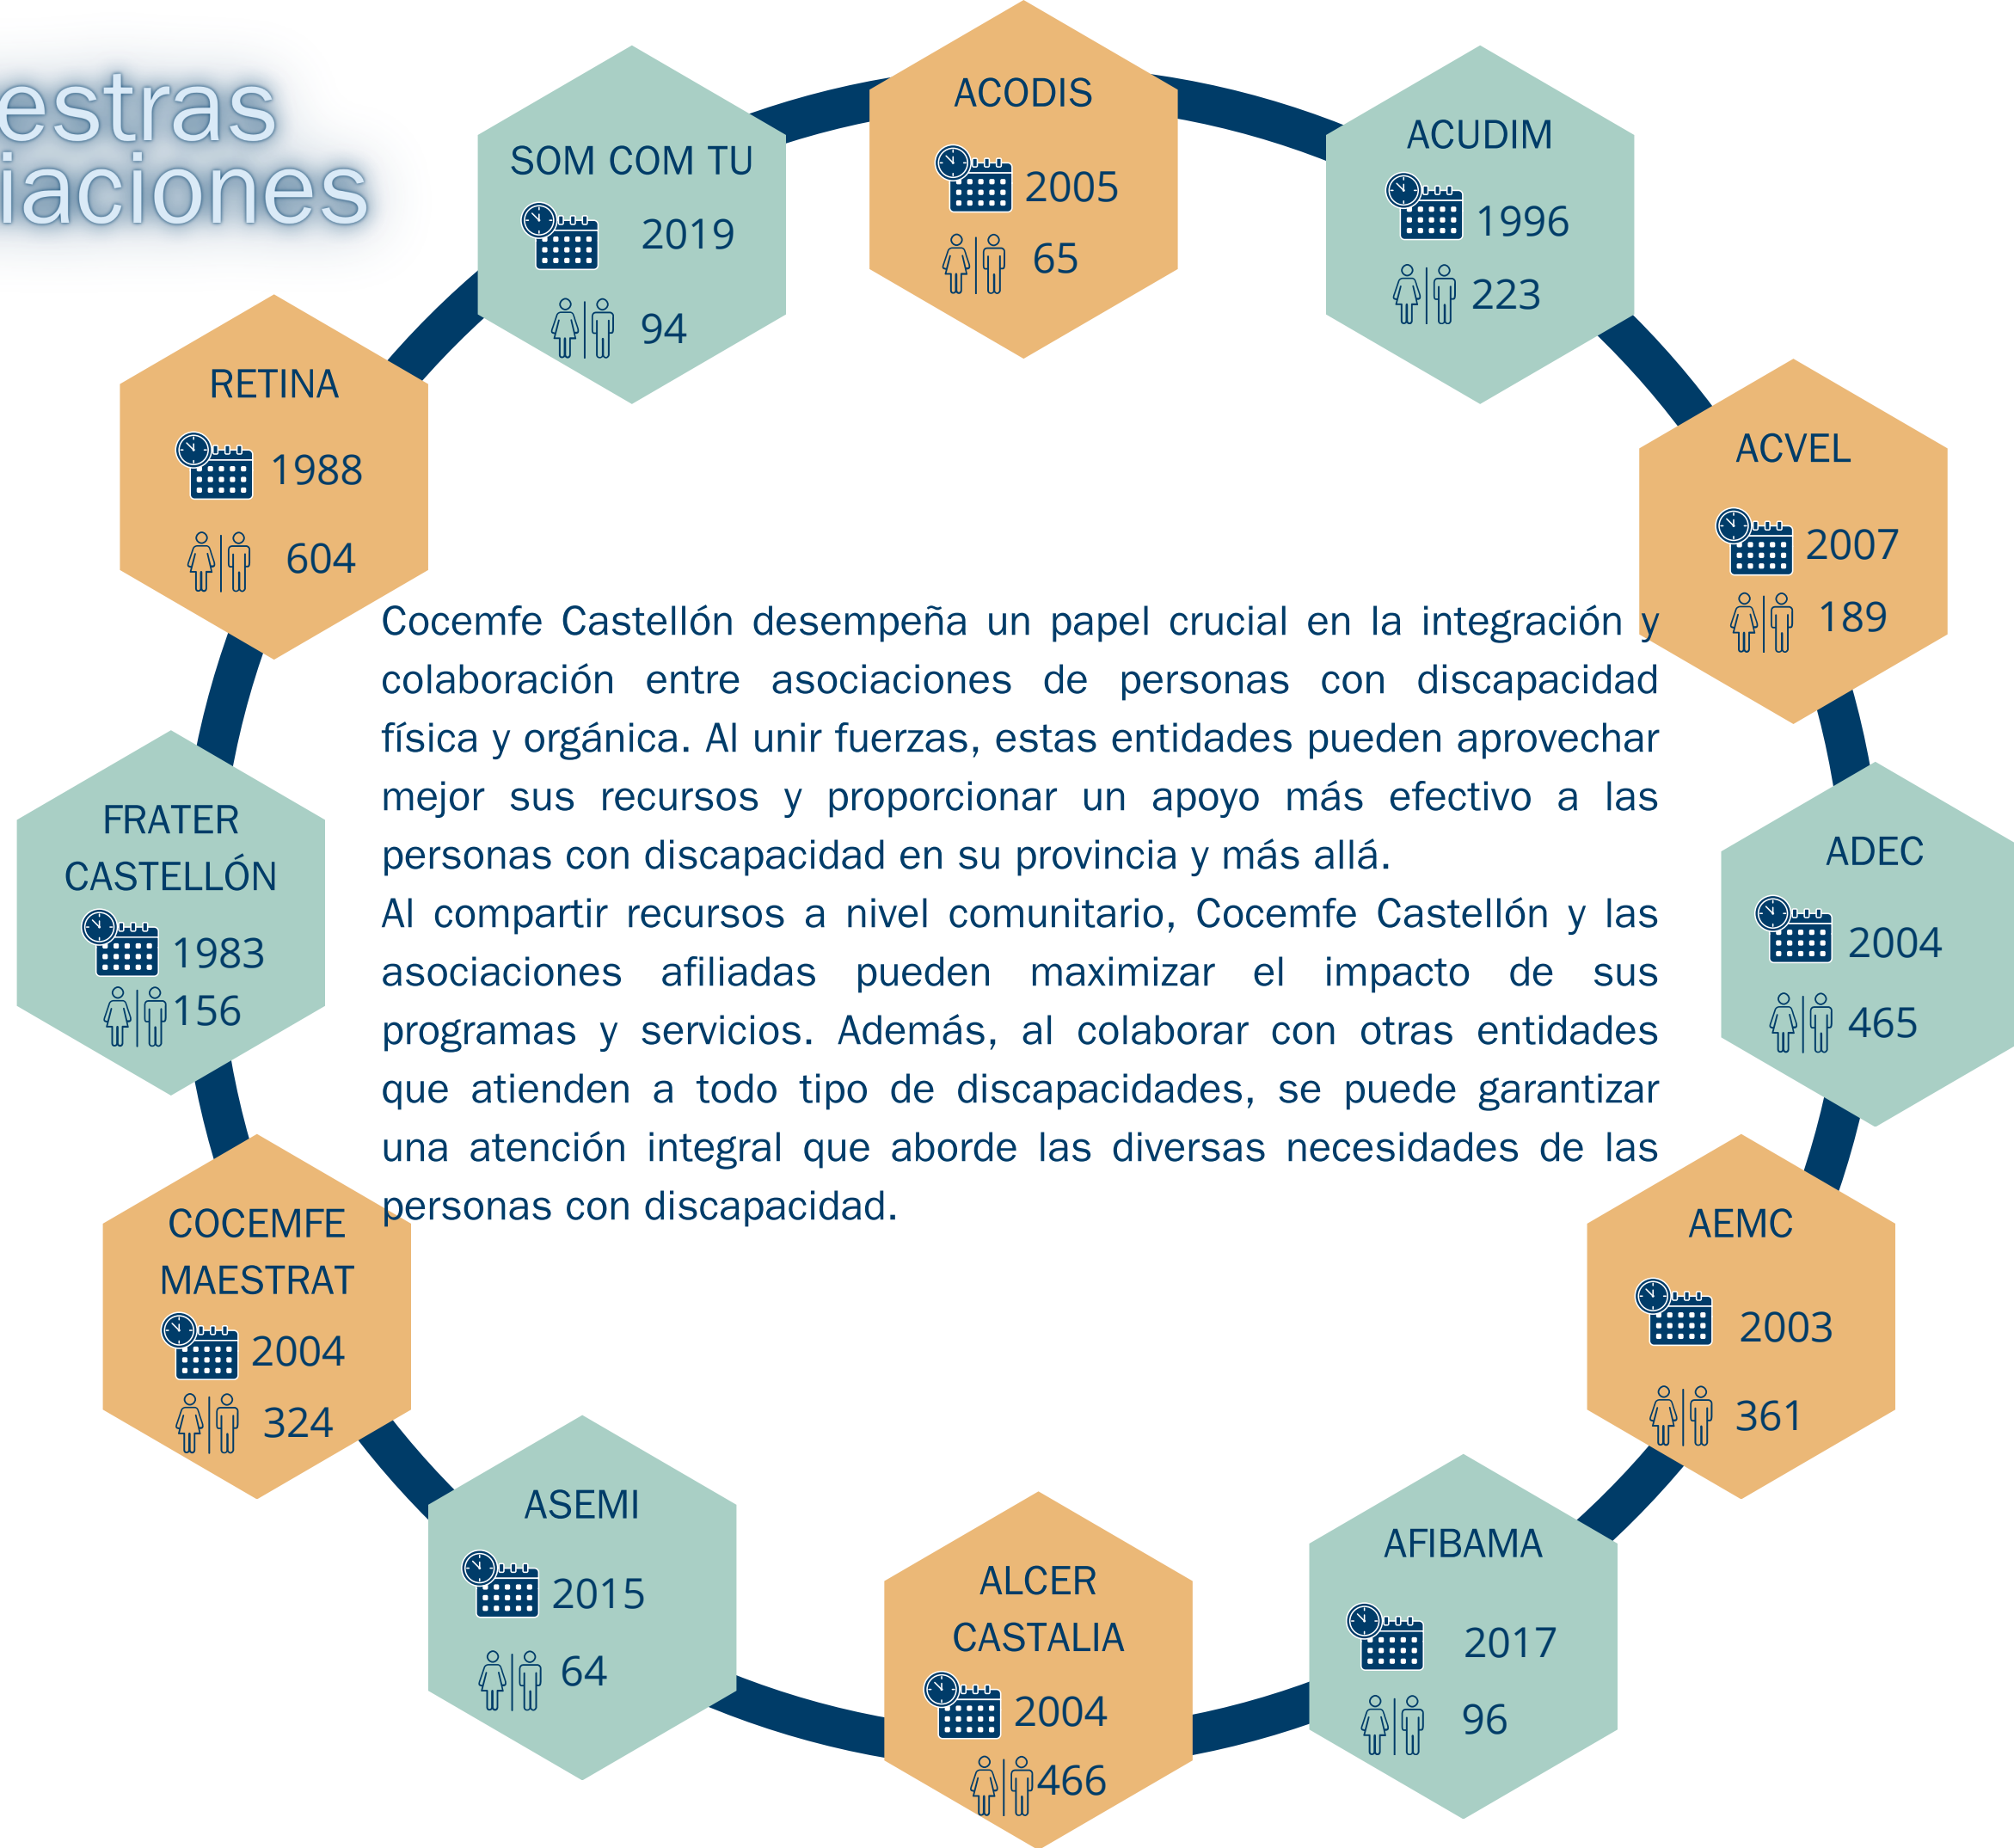 estras
iaciones
ACODIS
2005
65
ACUDIM
1996
223
SOM COM TU
2019
94
RETINA
1988
604
ACVEL
2007
189
Cocemfe Castellón desempeña un papel crucial en la integración y
colaboración entre asociaciones de personas con discapacidad
física y orgánica. Al unir fuerzas, estas entidades pueden aprovechar
mejor sus recursos y proporcionar un apoyo más efectivo a las
personas con discapacidad en su provincia y más allá.
Al compartir recursos a nivel comunitario, Cocemfe Castellón y las
asociaciones afiliadas pueden maximizar el impacto de sus
programas y servicios. Además, al colaborar con otras entidades
que atienden a todo tipo de discapacidades, se puede garantizar
una atención integral que aborde las diversas necesidades de las
personas con discapacidad.
FRATER
CASTELLÓN
1983
156
ADEC
2004
465
COCEMFE
MAESTRAT
2004
324
AEMC
2003
361
ASEMI
2015
64
ALCER
CASTALIA
2004
466
AFIBAMA
2017
96